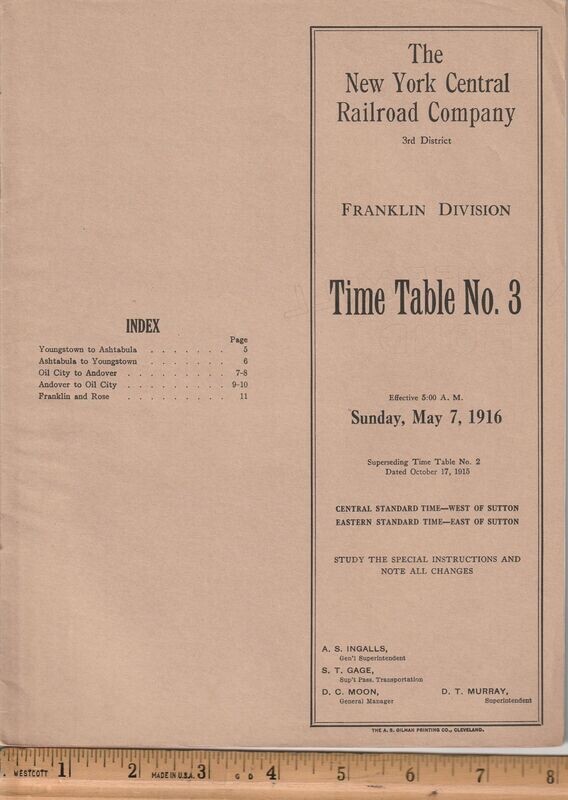 The
New York Central
Railroad Company
3rd District
FRANKLIN DIVISION
Time Table No. 3
Effective 5:00 A. M.
Sunday, May 7, 1916
Superseding Time Table No. 2
Dated October 17, 1915
CENTRAL STANDARD TIME—WEST OF SUTTON
EASTERN STANDARD TIME—EAST OF SUTTON
STUDY THE SPECIAL INSTRUCTIONS AND
NOTE ALL CHANGES
A. S. INGALLS,
Gen'l Superintendent
S. T. GAGE,
Sup't Pass. Transportation
D. C. MOON,
General Manager
D. T. MURRAY,
Superintendent
THE A. S. GILMAN PRINTING CO., CLEVELAND.
INDEX
Page
Youngstown to Ashtabula . . . . . . . 5
Ashtabula to Youngstown . . . . . . . 6
Oil City to Andover . . . . . . . . . 7-8
Andover to Oil City . . . . . . . . . 9-10
Franklin and Rose . . . . . . . . . 11
WESTCOTT 1 2 MADE IN U.S.A. 3 4 5 6 7 8